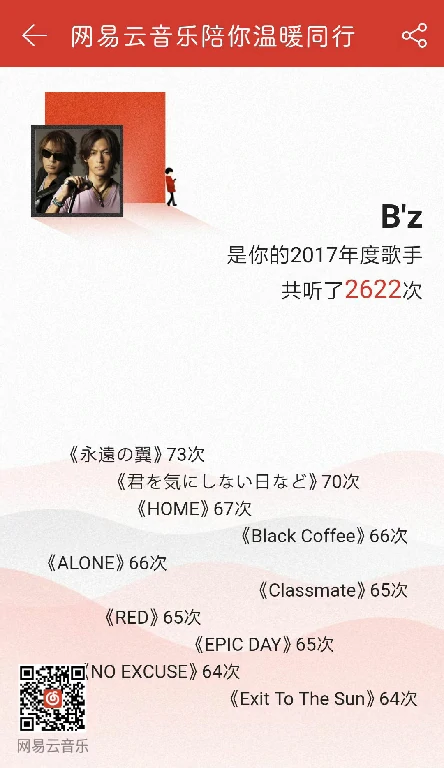 网易云音乐陪你温暖同行
B'z
是你的2017年度歌手
共听了2622次
《永遠の翼》73次
《君を気にしない日など》70次
《HOME》67次
《Black Coffee》66次
《ALONE》66次
《Classmate》65次
《RED》65次
《EPIC DAY》65次
《NO EXCUSE》64次
《Exit To The Sun》64次
网易云音乐